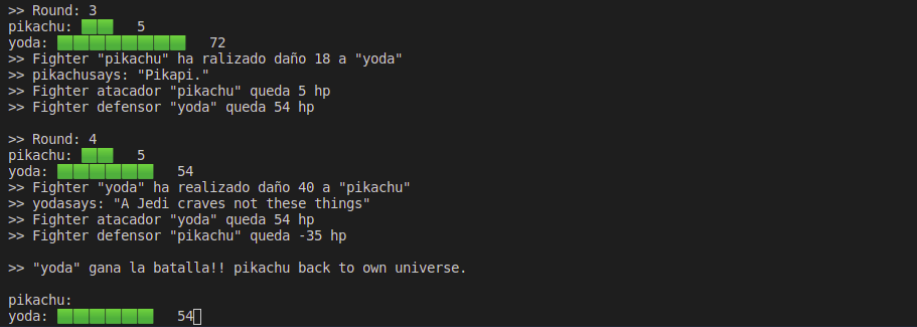 >> Round: 3
pikachu: 5
yoda: 72
>> Fighter "pikachu" ha ralizado daño 18 a "yoda"
>> pikachusays: "Pikapi."
>> Fighter atacador "pikachu" queda 5 hp
>> Fighter defensor "yoda" queda 54 hp
>> Round: 4
pikachu: 5
yoda: 54
>> Fighter "yoda" ha realizado daño 40 a "pikachu"
>> yodasays: "A Jedi craves not these things"
>> Fighter atacador "yoda" queda 54 hp
>> Fighter defensor "pikachu" queda -35 hp
>> "yoda" gana la batalla!! pikachu back to own universe.
pikachu:
yoda: 54